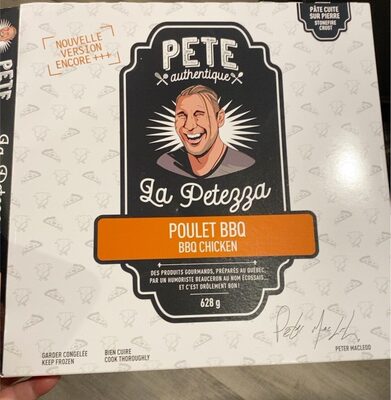 NOUVELLE
VERSION
ENCORE +++
PETE
authentique
PÂTE CUITE
SUR PIERRE
STONEFIRE
CRUST
PETE
La Petezza
POULET BBQ
BBQ CHICKEN
DES PRODUITS GOURMANDS, PRÉPARÉS AU QUÉBEC,
PAR UN HUMORISTE BEAUCERON AU NOM ÉCOSSAIS...
ET C'EST DRÔLEMENT BON!
628 g
GARDER CONGELÉE
KEEP FROZEN
BIEN CUIRE
COOK THOROUGHLY
PETER MACLEOD